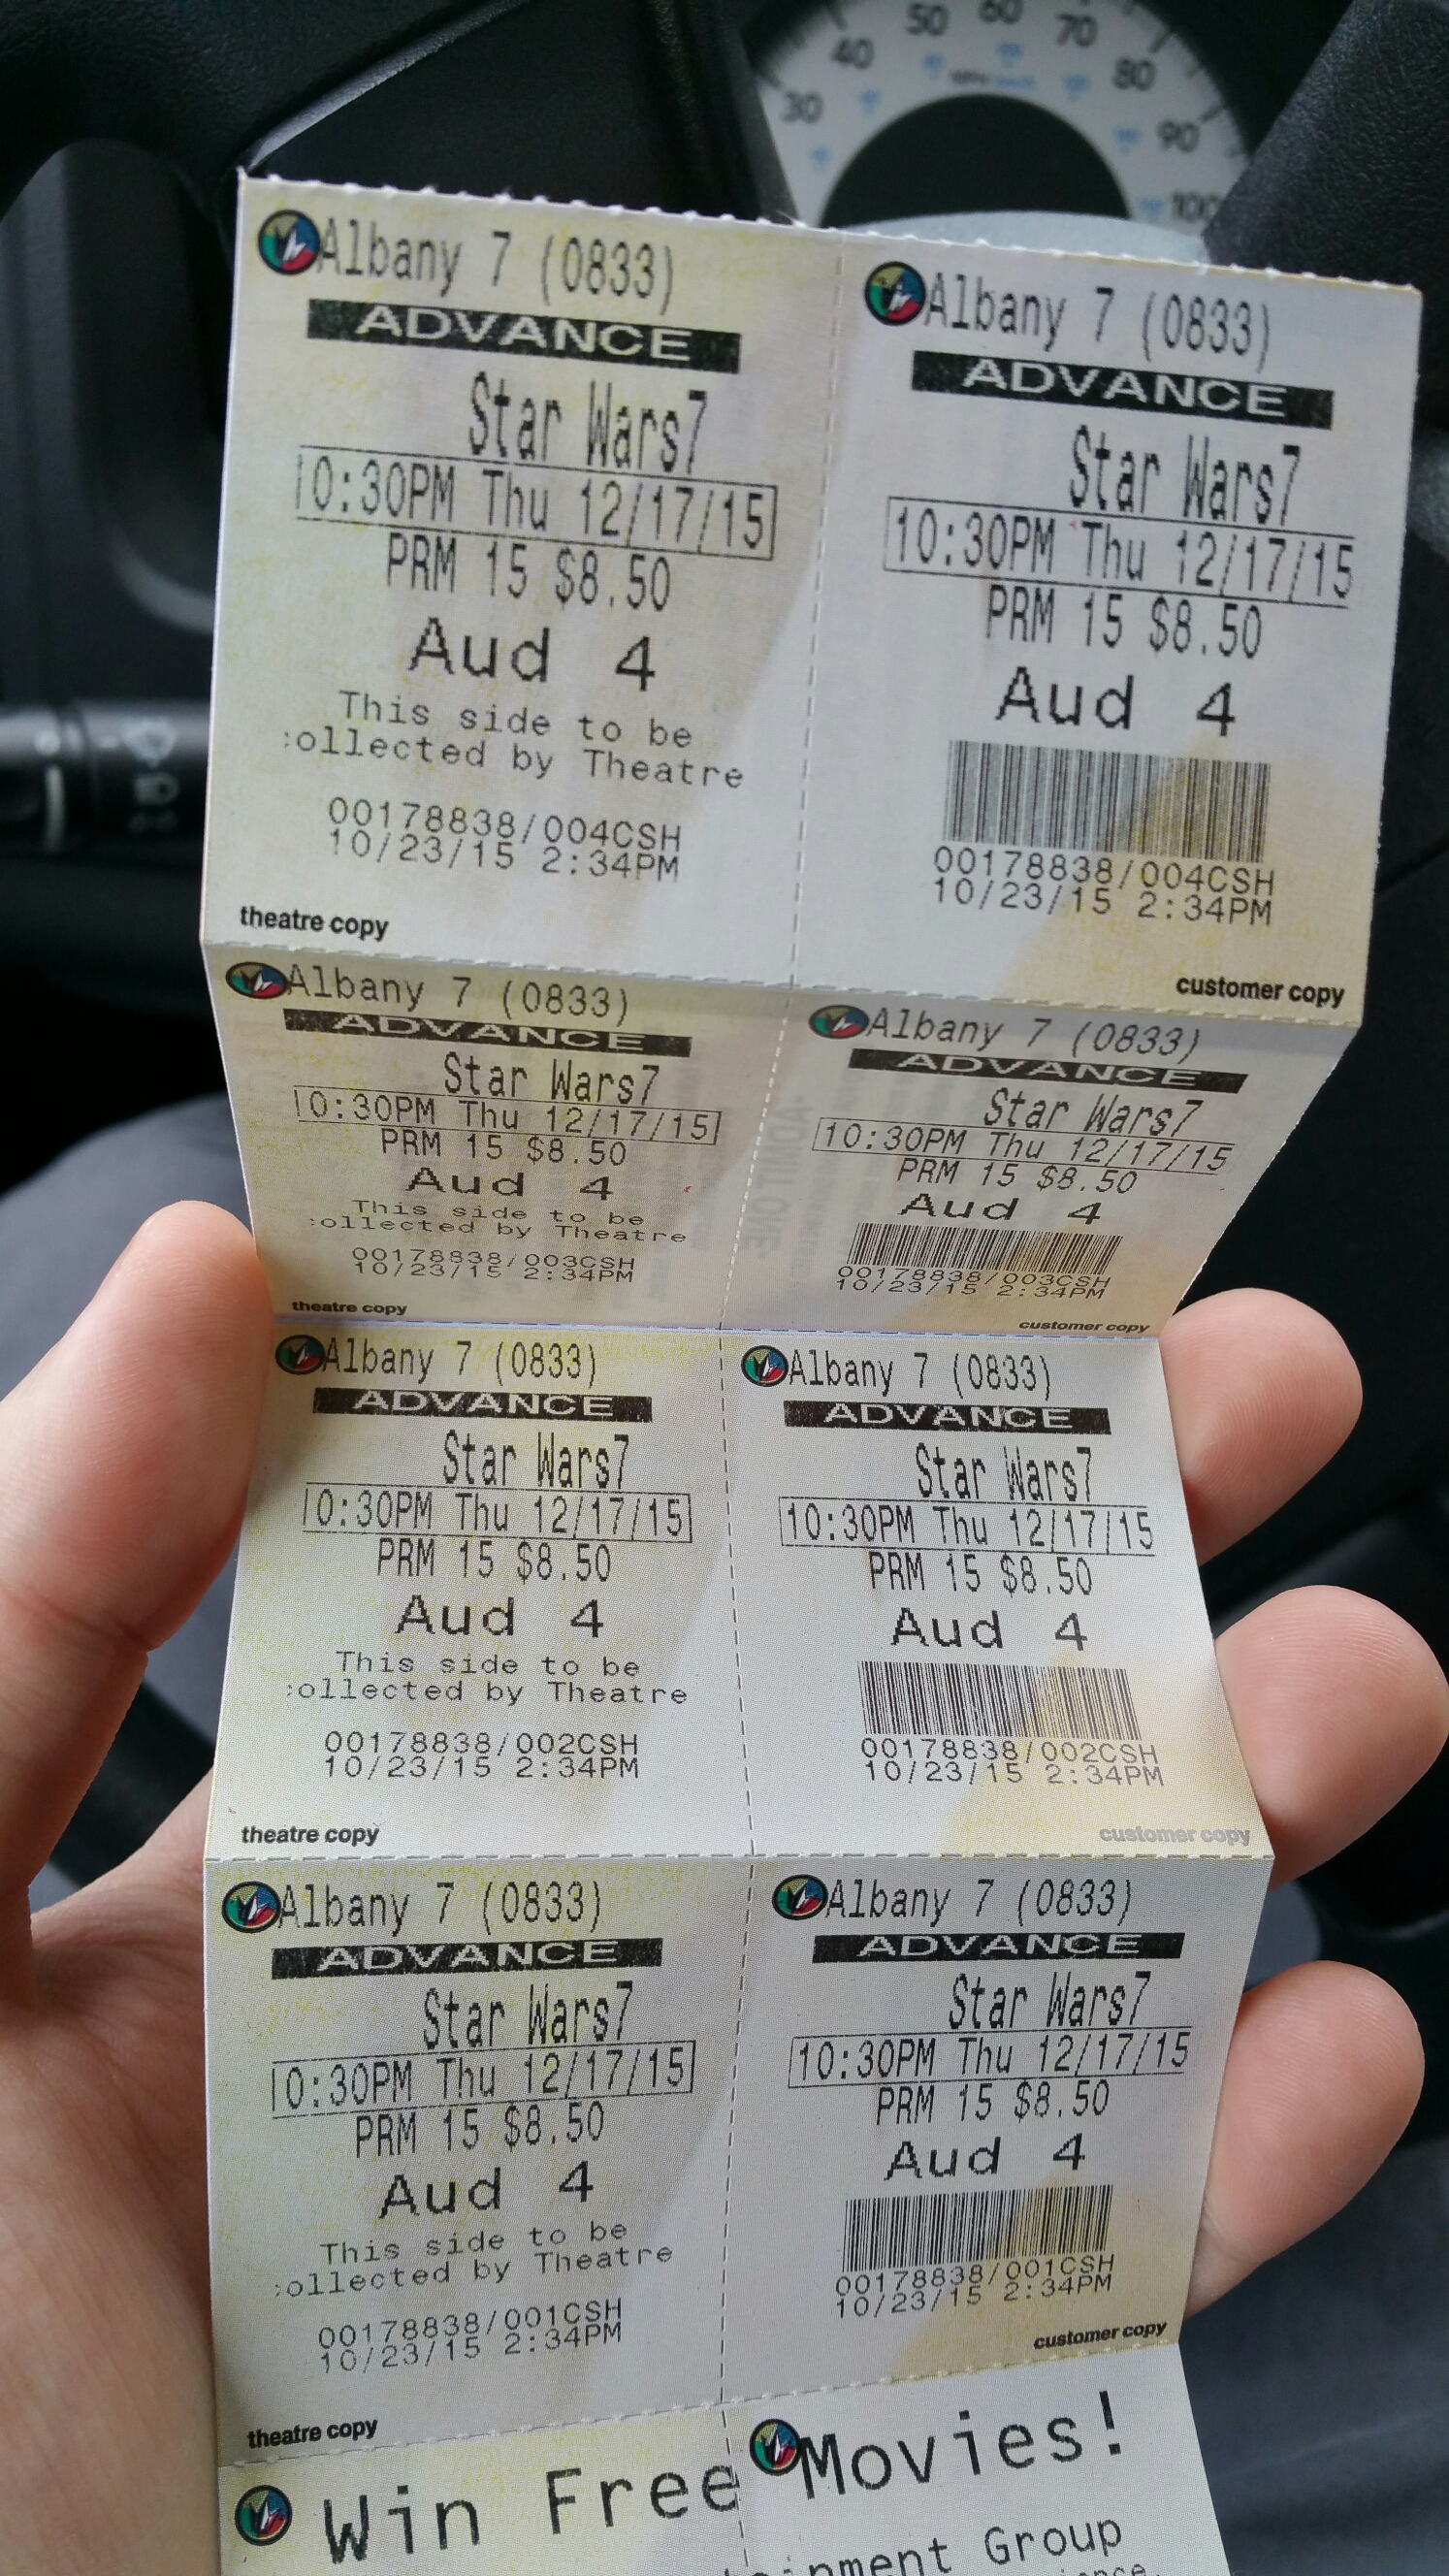 50 60 70
40 80
30 MPH km/h 90
100
Albany 7 (0833)
ADVANCE
Star Wars7
10:30PM Thu 12/17/15
PRM 15 $8.50
Aud 4
This side to be
ollected by Theatre
00178838/004CSH
10/23/15 2:34PM
theatre copy
Albany 7 (0833)
ADVANCE
Star Wars7
10:30PM Thu 12/17/15
PRM 15 $8.50
Aud 4
00178838/004CSH
10/23/15 2:34PM
customer copy
Albany 7 (0833)
ADVANCE
Star Wars7
10:30PM Thu 12/17/15
PRM 15 $8.50
Aud 4
This side to be
ollected by Theatre
00178838/003CSH
10/23/15 2:34PM
theatre copy
Albany 7 (0833)
ADVANCE
Star Wars7
10:30PM Thu 12/17/15
PRM 15 $8.50
Aud 4
00178838/003CSH
10/23/15 2:34PM
customer copy
Albany 7 (0833)
ADVANCE
Star Wars7
10:30PM Thu 12/17/15
PRM 15 $8.50
Aud 4
This side to be
ollected by Theatre
00178838/002CSH
10/23/15 2:34PM
theatre copy
Albany 7 (0833)
ADVANCE
Star Wars7
10:30PM Thu 12/17/15
PRM 15 $8.50
Aud 4
00178838/002CSH
10/23/15 2:34PM
customer copy
Albany 7 (0833)
ADVANCE
Star Wars7
10:30PM Thu 12/17/15
PRM 15 $8.50
Aud 4
This side to be
ollected by Theatre
00178838/001CSH
10/23/15 2:34PM
theatre copy
Albany 7 (0833)
ADVANCE
Star Wars7
10:30PM Thu 12/17/15
PRM 15 $8.50
Aud 4
00178838/001CSH
10/23/15 2:34PM
customer copy
Win Free Movies!
Group